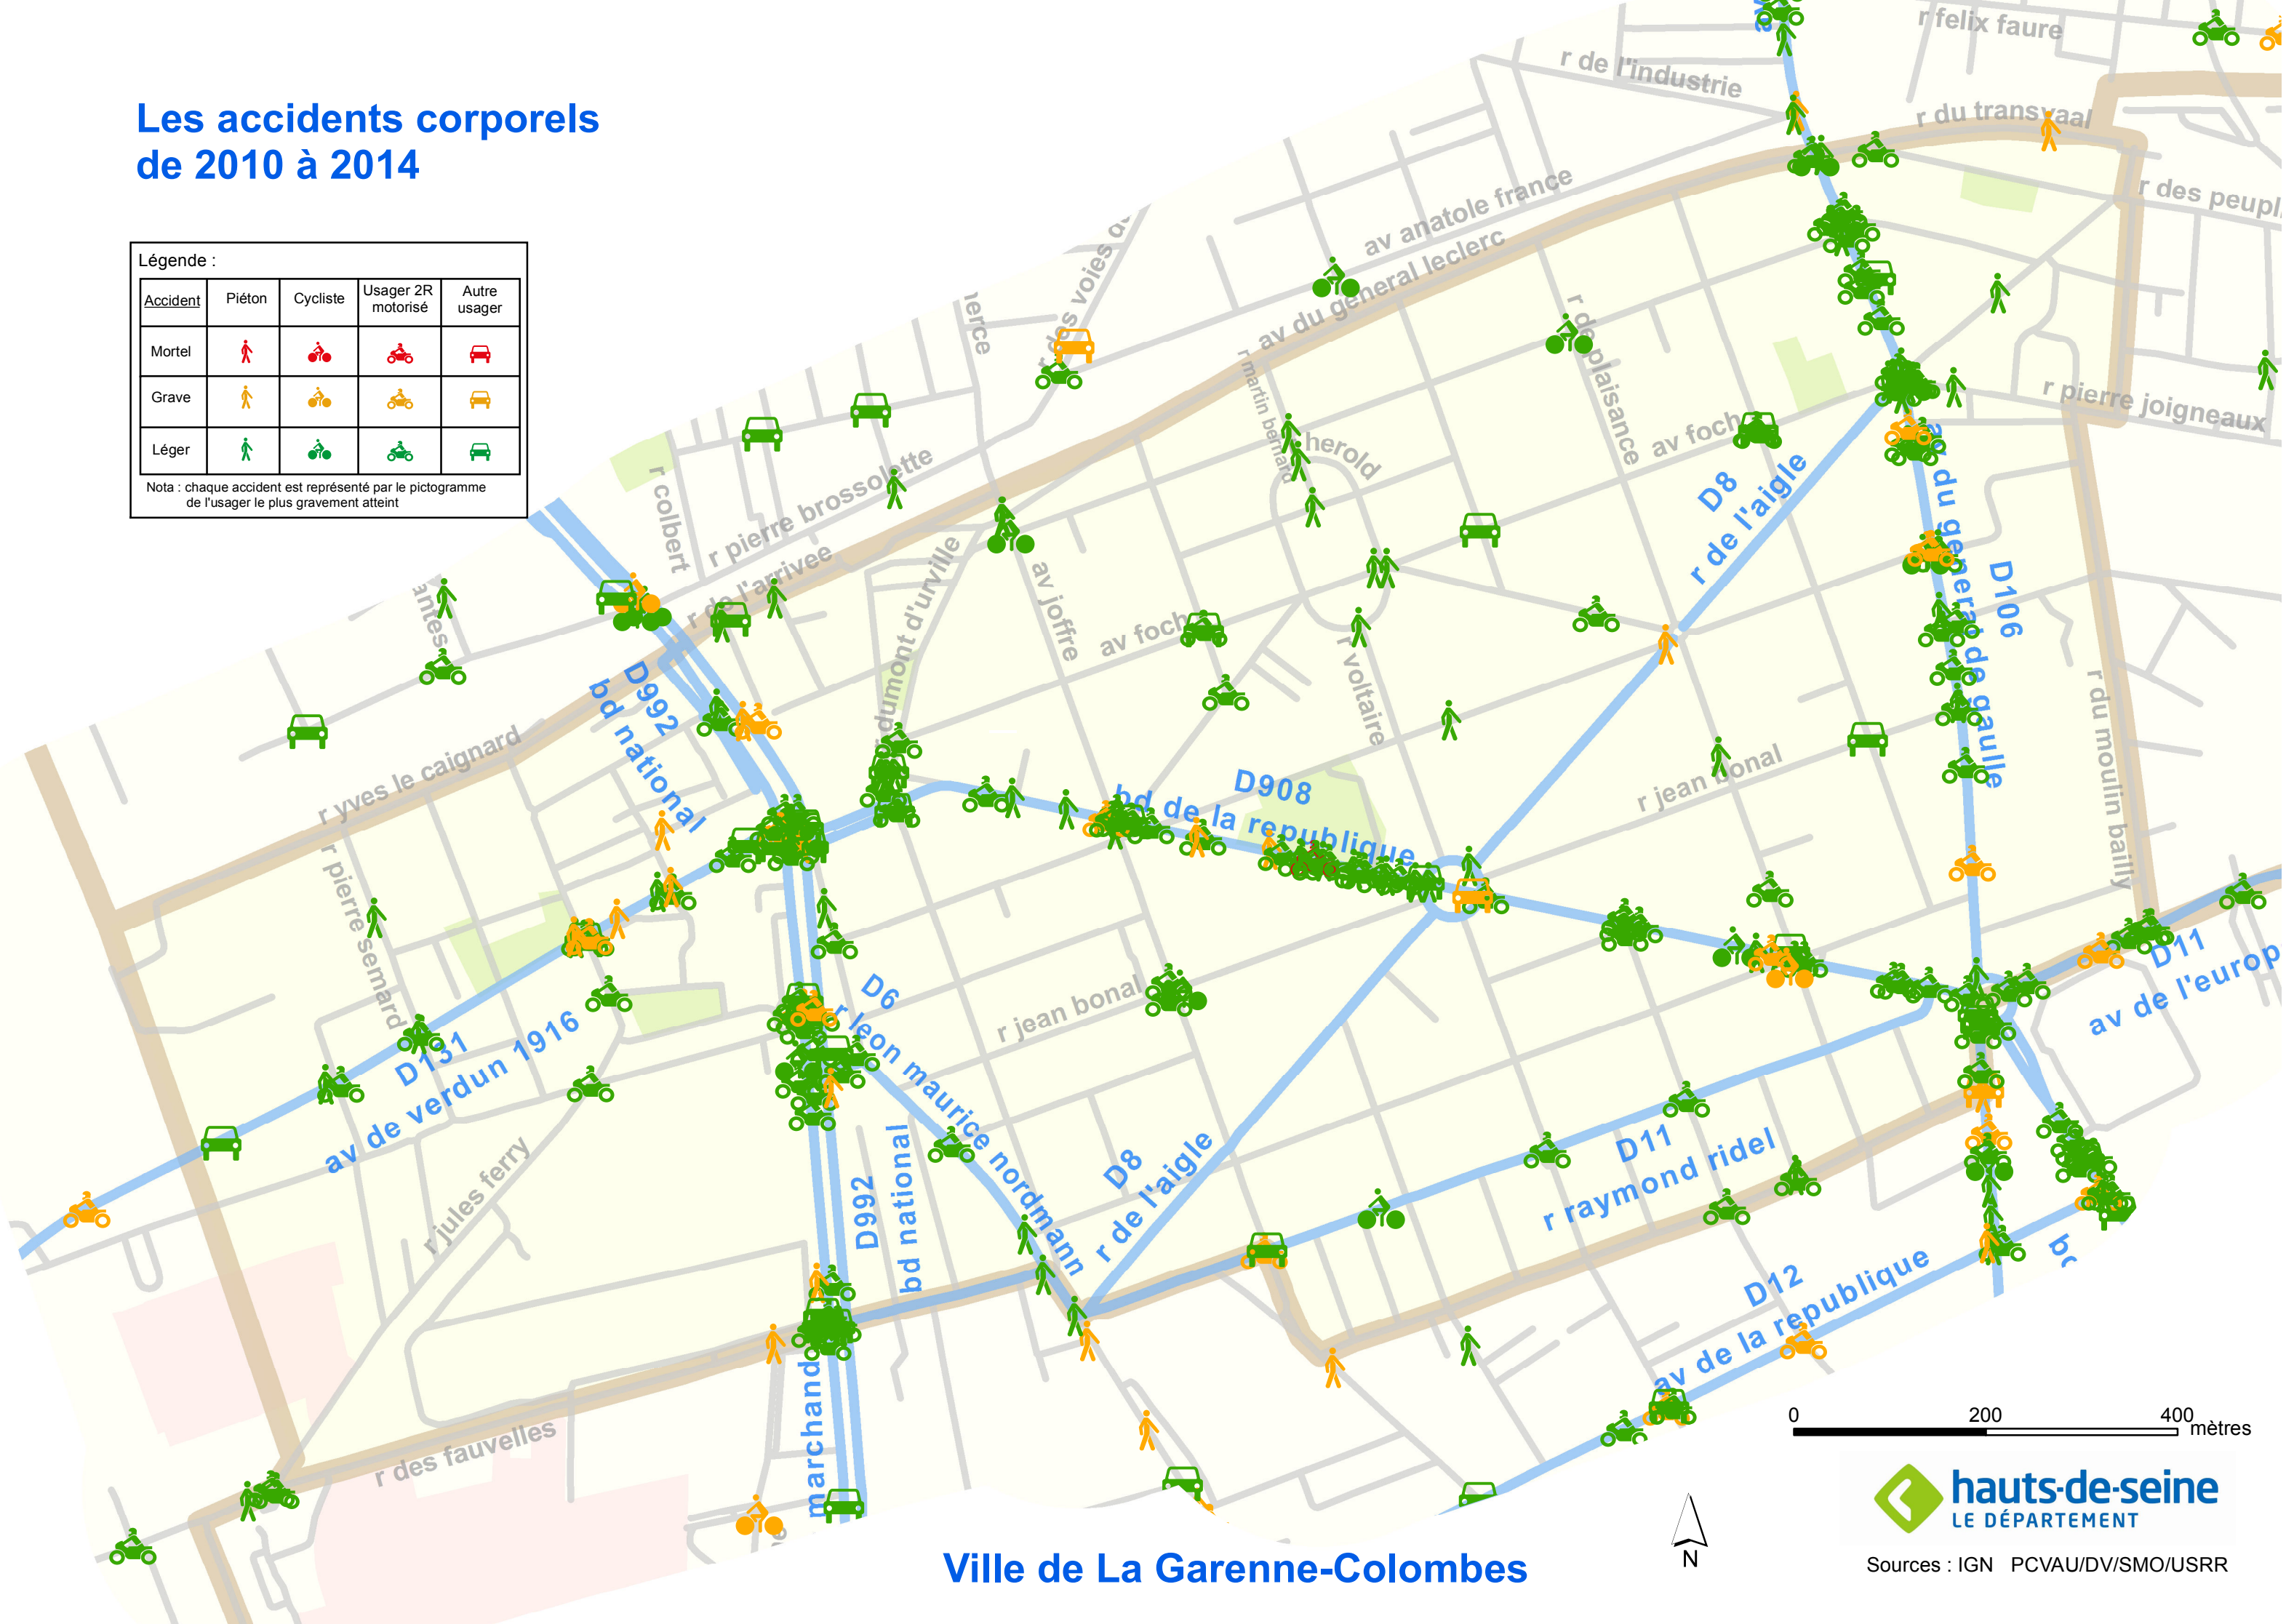 Les accidents corporels
de 2010 à 2014
Légende :
Accident
Piéton
Cycliste
Usager 2R
motorisé
Autre
usager
Mortel
Grave
Léger
Nota : chaque accident est représenté par le pictogramme
de l'usager le plus gravement atteint
r felix faure
r de l'industrie
r du transvaal
r des peupl
av anatole france
av du general leclerc
r des voies d
r de plaisance
r martin bernard
herold
r pierre joigneaux
av foch
D8
r de l'aigle
r colbert
r pierre brossolette
r de l'arrivee
r dumont d'urville
av joffre
av foch
r voltaire
D106
av du general de gaulle
r du moulin bailly
D992
bd national
r yves le caignard
r pierre semard
D908
bd de la republique
r jean bonal
D6
r leon maurice nordmann
r jean bonal
D11
av de l'europ
D131
av de verdun 1916
r jules ferry
D992
bd national
D8
r de l'aigle
D11
r raymond ridel
D12
av de la republique
marchand
r des fauvelles
0 200 400 mètres
N
hauts-de-seine
LE DÉPARTEMENT
Ville de La Garenne-Colombes
Sources : IGN PCVAU/DV/SMO/USRR